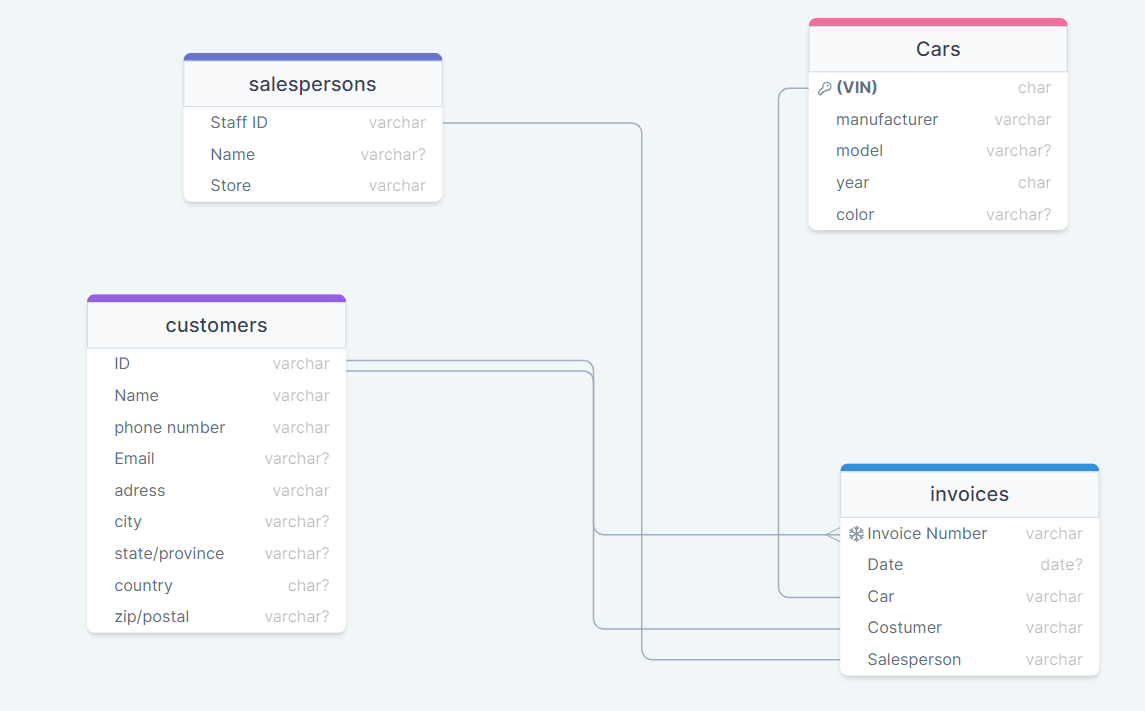 salespersons
Staff ID varchar
Name varchar?
Store varchar
Cars
(VIN) char
manufacturer varchar
model varchar?
year char
color varchar?
customers
ID varchar
Name varchar
phone number varchar
Email varchar?
adress varchar
city varchar?
state/province varchar?
country char?
zip/postal varchar?
invoices
Invoice Number varchar
Date date?
Car varchar
Costumer varchar
Salesperson varchar